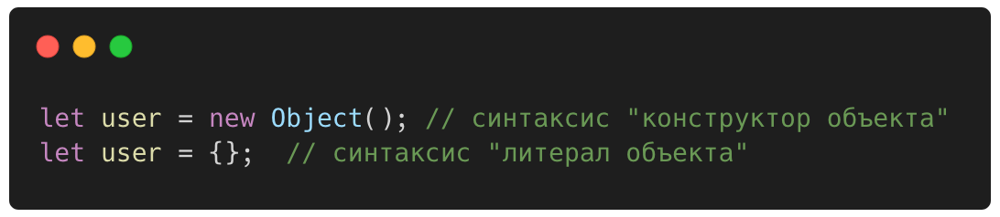 let user = new Object(); // синтаксис "конструктор объекта"
let user = {};  // синтаксис "литерал объекта"